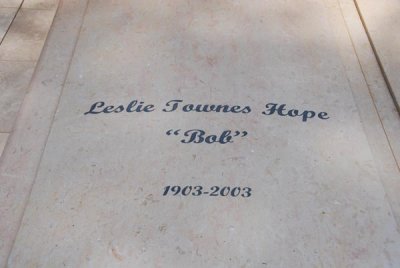 Leslie Townes Hope
“Bob”
1903-2003